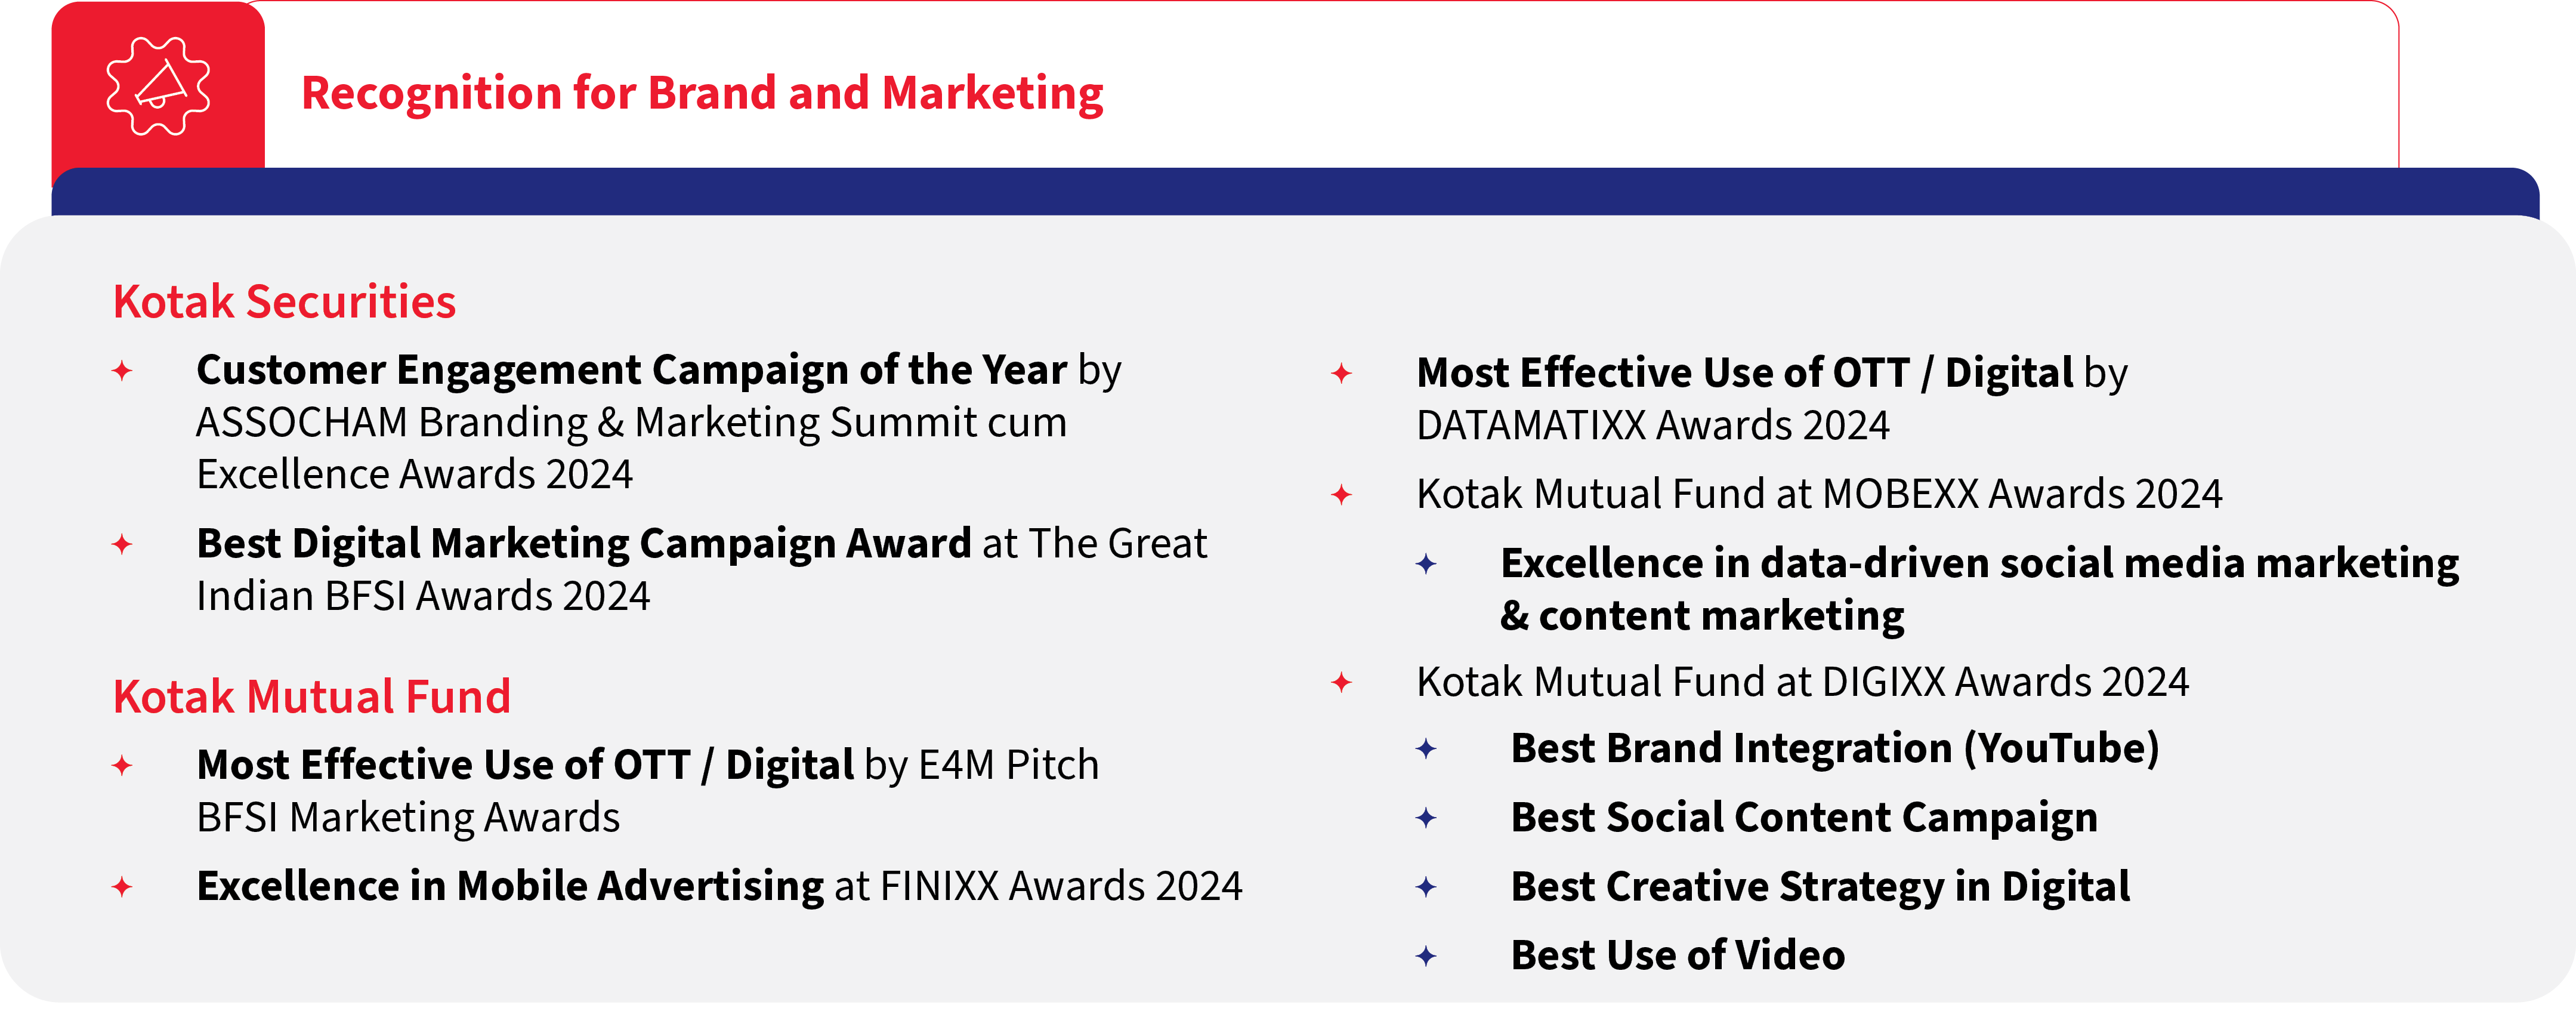 Recognition for Brand and Marketing
Kotak Securities
Customer Engagement Campaign of the Year by
ASSOCHAM Branding & Marketing Summit cum
Excellence Awards 2024
Best Digital Marketing Campaign Award at The Great
Indian BFSI Awards 2024
Kotak Mutual Fund
Most Effective Use of OTT / Digital by E4M Pitch
BFSI Marketing Awards
Excellence in Mobile Advertising at FINIXX Awards 2024
Most Effective Use of OTT / Digital by
DATAMATIXX Awards 2024
Kotak Mutual Fund at MOBEXX Awards 2024
Excellence in data-driven social media marketing
& content marketing
Kotak Mutual Fund at DIGIXX Awards 2024
Best Brand Integration (YouTube)
Best Social Content Campaign
Best Creative Strategy in Digital
Best Use of Video